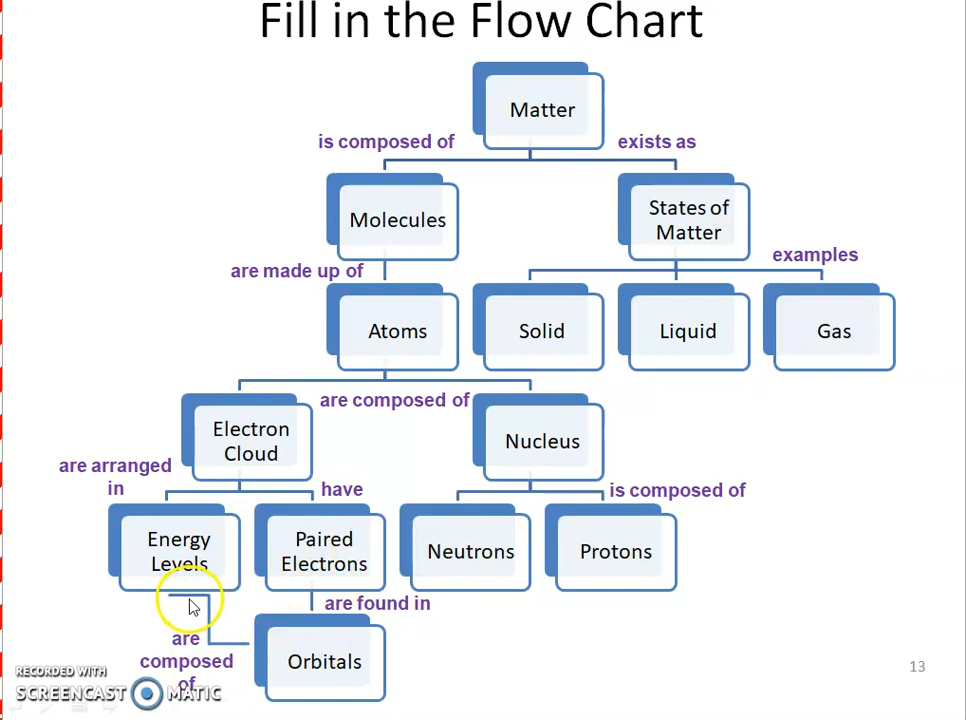 Fill in the Flow Chart
Matter
is composed of
exists as
Molecules
States of
Matter
are made up of
examples
Atoms
Solid
Liquid
Gas
are composed of
Electron
Cloud
Nucleus
are arranged
in
have
is composed of
Energy
Levels
Paired
Electrons
Neutrons
Protons
are found in
are
composed
of
Orbitals
13
RECORDED WITH
SCREENCAST MATIC